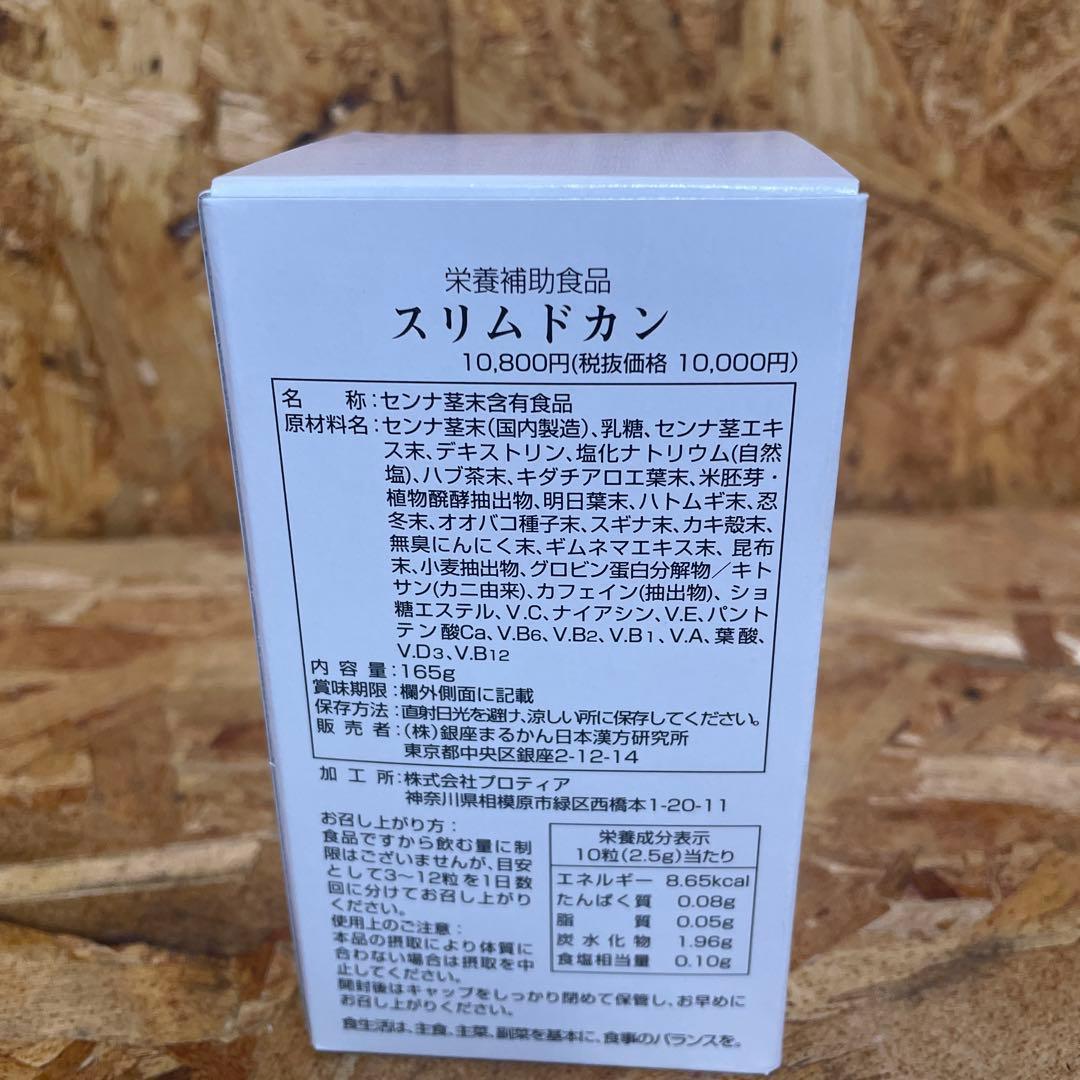 栄養補助食品
スリムドカン
10,800円(税抜価格 10,000円)
名　称:センナ茎末含有食品
原材料名:センナ茎末(国内製造)、乳糖、センナ茎エキ
ス末、デキストリン、塩化ナトリウム(自然
塩)、ハブ茶末、キダチアロエ葉末、米胚芽・
植物醗酵抽出物、明日葉末、ハトムギ末、忍
冬末、オオバコ種子末、スギナ末、カキ殻末、
無臭にんにく末、ギムネマエキス末、昆布
末、小麦抽出物、グロビン蛋白分解物／キト
サン(カニ由来)、カフェイン(抽出物)、ショ
糖エステル、V.C、ナイアシン、V.E、パント
テン酸Ca、V.B6、V.B2、V.B1、V.A、葉酸、
V.D3、V.B12
内容量:165g
賞味期限:欄外側面に記載
保存方法:直射日光を避け、涼しい所に保存してください。
販売者:(株)銀座まるかん日本漢方研究所
東京都中央区銀座2-12-14
加工所:株式会社プロティア
神奈川県相模原市緑区西橋本1-20-11
お召し上がり方:
食品ですから飲む量に制
限はございませんが、目安
として3〜12粒を1日数
回に分けてお召し上がり
ください。
使用上のご注意:
本品の摂取により体質に
合わない場合は摂取を中
止してください。
開封後はキャップをしっかり閉めて保管し、お早めに
お召し上がりください。
栄養成分表示
10粒(2.5g)当たり
エネルギー 8.65kcal
たんぱく質 0.08g
脂質 0.05g
炭水化物 1.96g
食塩相当量 0.10g
食生活は、主食、主菜、副菜を基本に、食事のバランスを。